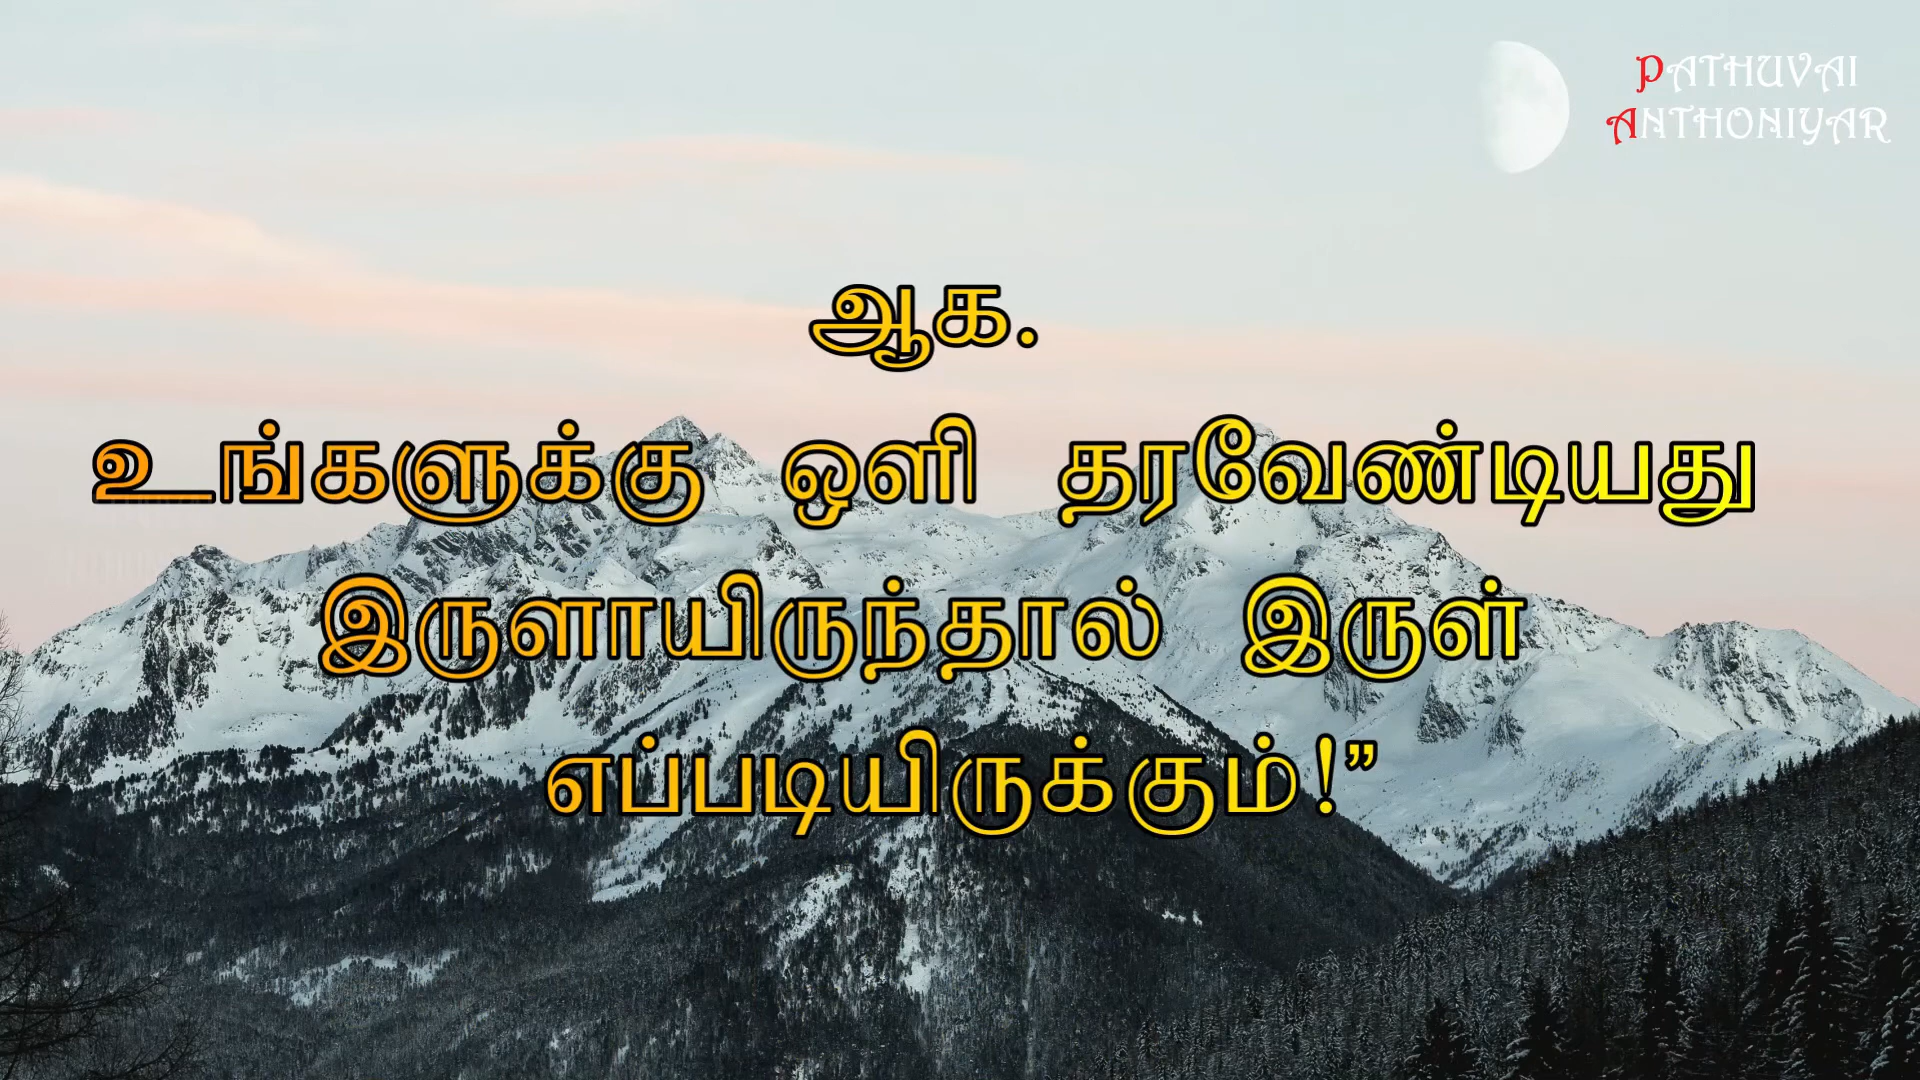 PATHUVAI
ANTHONIYAR
ஆக.
உங்களுக்கு ஒளி தரவேண்டியது
இருளாயிருந்தால் இருள்
எப்படியிருக்கும்!”